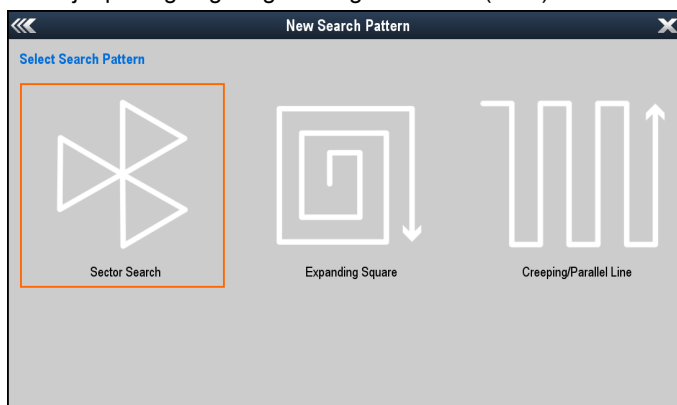 New Search Pattern
Select Search Pattern
Sector Search
Expanding Square
Creeping/Parallel Line